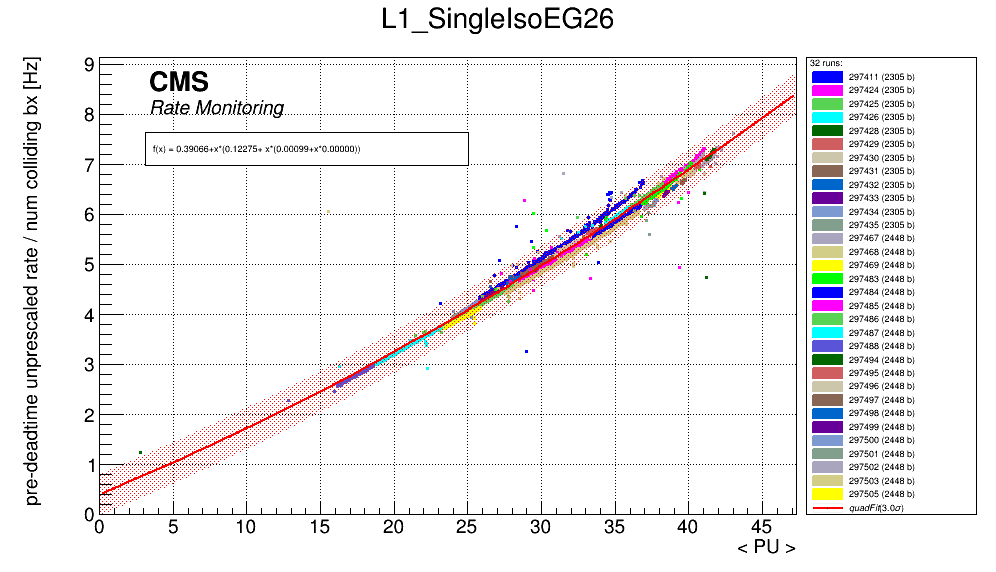 L1_SingleIsoEG26
pre-deadtime unprescaled rate / num colliding bx [Hz]
9
8
7
6
5
4
3
2
1
0
CMS
Rate Monitoring
f(x) = 0.39066+x*(0.12275+ x*(0.00099+x*0.00000))
0 5 10 15 20 25 30 35 40 45
< PU >
32 runs:
297411 (2305 b)
297424 (2305 b)
297425 (2305 b)
297426 (2305 b)
297428 (2305 b)
297429 (2305 b)
297430 (2305 b)
297431 (2305 b)
297432 (2305 b)
297433 (2305 b)
297434 (2305 b)
297435 (2305 b)
297467 (2448 b)
297468 (2448 b)
297469 (2448 b)
297483 (2448 b)
297484 (2448 b)
297485 (2448 b)
297486 (2448 b)
297487 (2448 b)
297488 (2448 b)
297494 (2448 b)
297495 (2448 b)
297496 (2448 b)
297497 (2448 b)
297498 (2448 b)
297499 (2448 b)
297500 (2448 b)
297501 (2448 b)
297502 (2448 b)
297503 (2448 b)
297505 (2448 b)
quadFit(3.0σ)